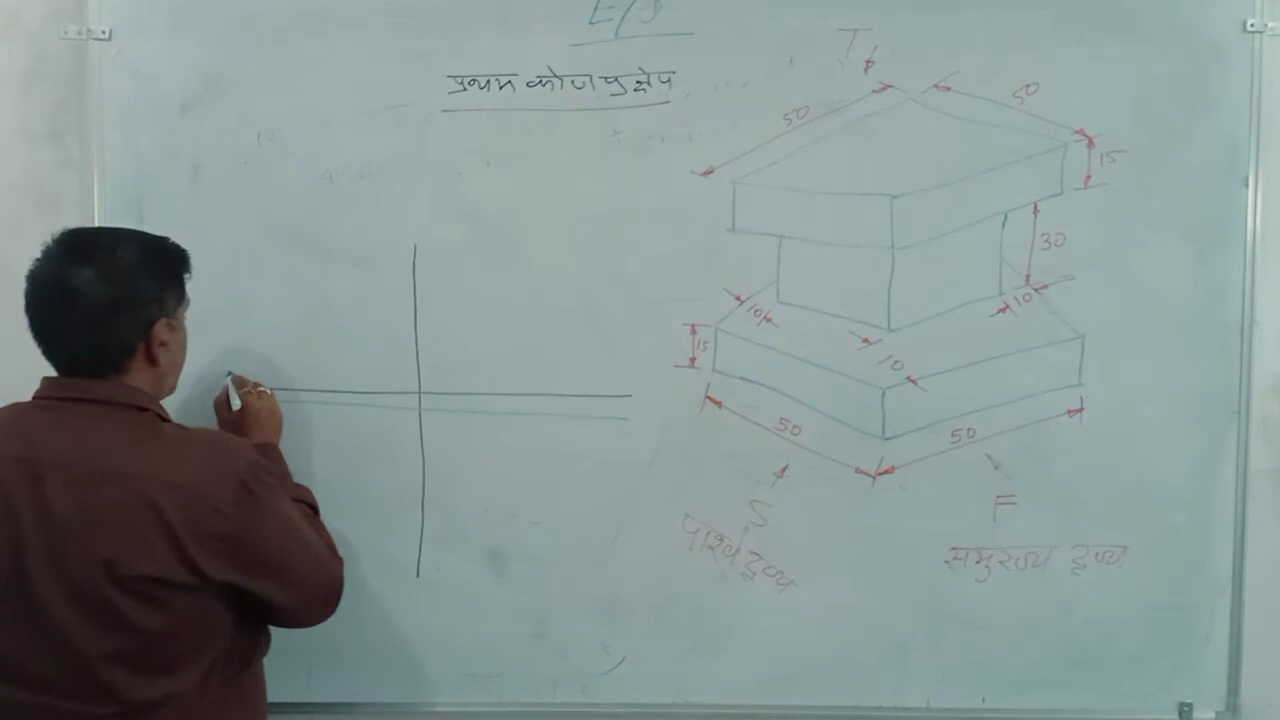 E/D
प्रथम कोण प्रक्षेप
T
50
50
15
30
10
10
10
15
50
50
S
F
पार्श्व दृश्य
समुख्य दृश्य